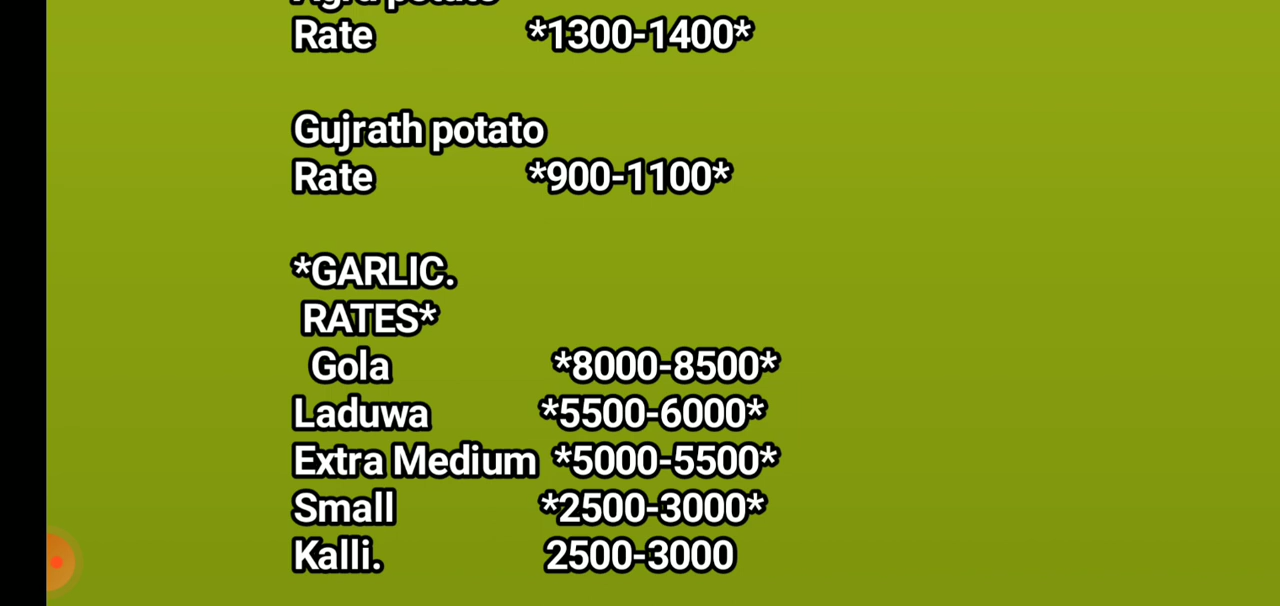 potato
Rate *1300-1400*
Gujrath potato
Rate *900-1100*
*GARLIC.
RATES*
Gola *8000-8500*
Laduwa *5500-6000*
Extra Medium *5000-5500*
Small *2500-3000*
Kalli. 2500-3000